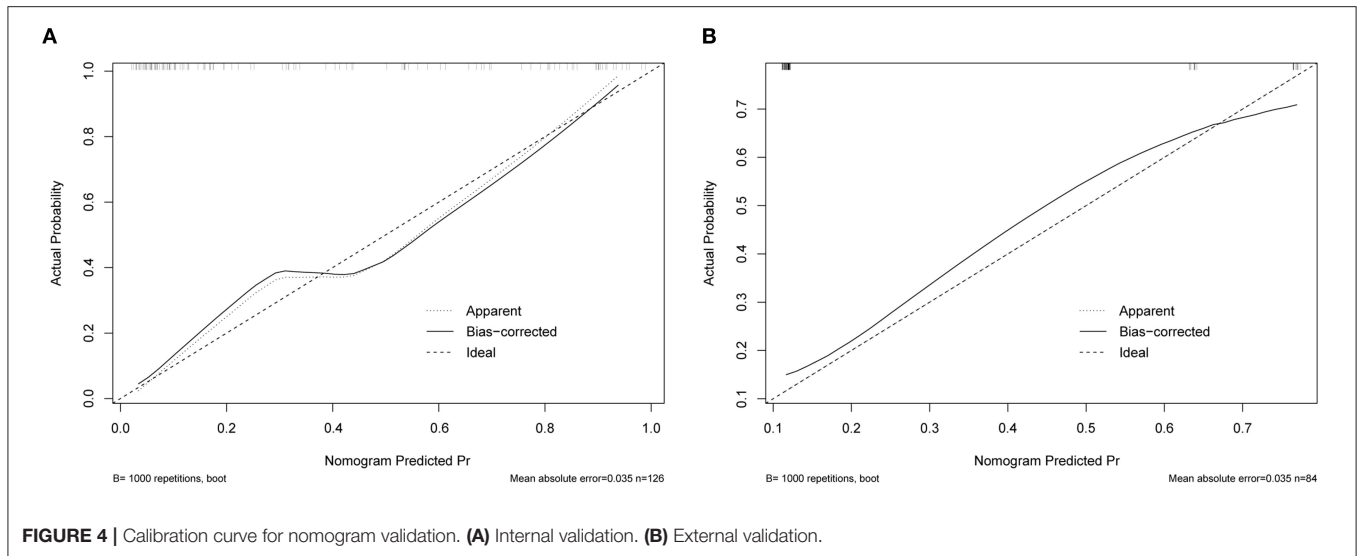 A
1.0
0.8
0.6
0.4
0.2
0.0
Actual Probability
Apparent
Bias−corrected
Ideal
0.0 0.2 0.4 0.6 0.8 1.0
Nomogram Predicted Pr
B= 1000 repetitions, boot Mean absolute error=0.035 n=126
B
0.7
0.6
0.5
0.4
0.3
0.2
0.1
Actual Probability
Apparent
Bias−corrected
Ideal
0.1 0.2 0.3 0.4 0.5 0.6 0.7
Nomogram Predicted Pr
B= 1000 repetitions, boot Mean absolute error=0.035 n=84
FIGURE 4 | Calibration curve for nomogram validation. (A) Internal validation. (B) External validation.